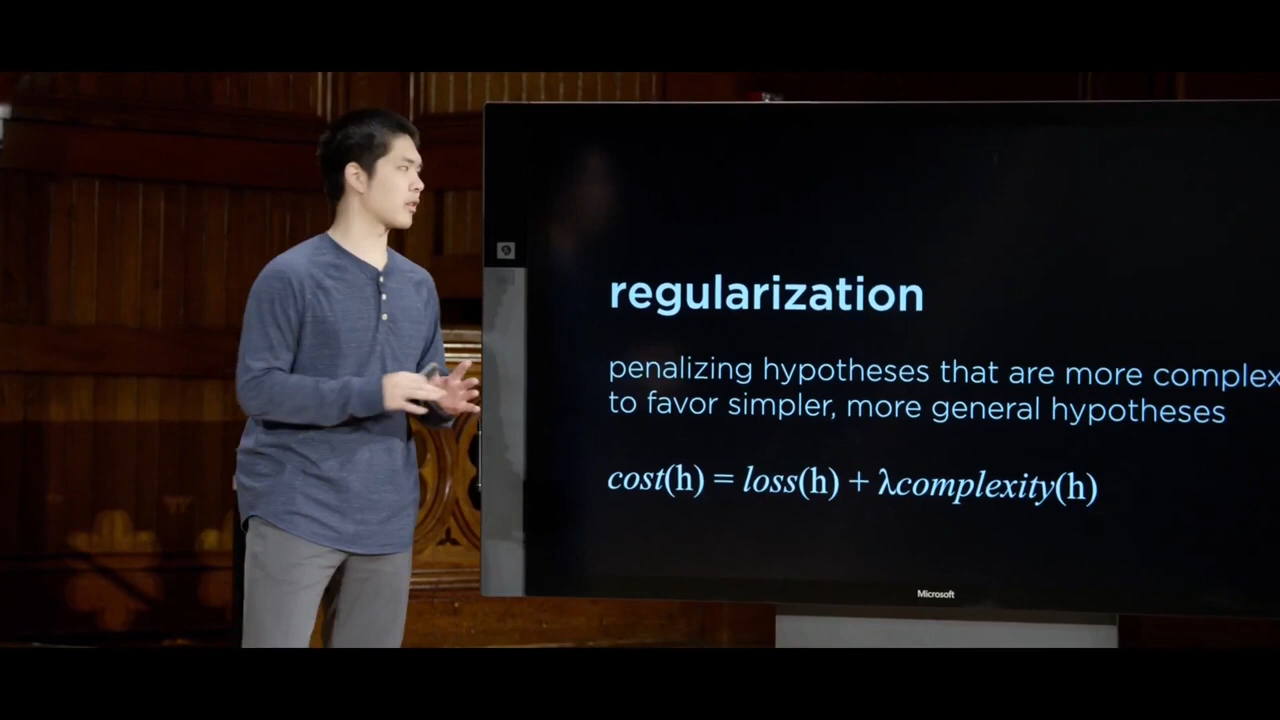 regularization
penalizing hypotheses that are more complex
to favor simpler, more general hypotheses
cost(h) = loss(h) + λcomplexity(h)
Microsoft